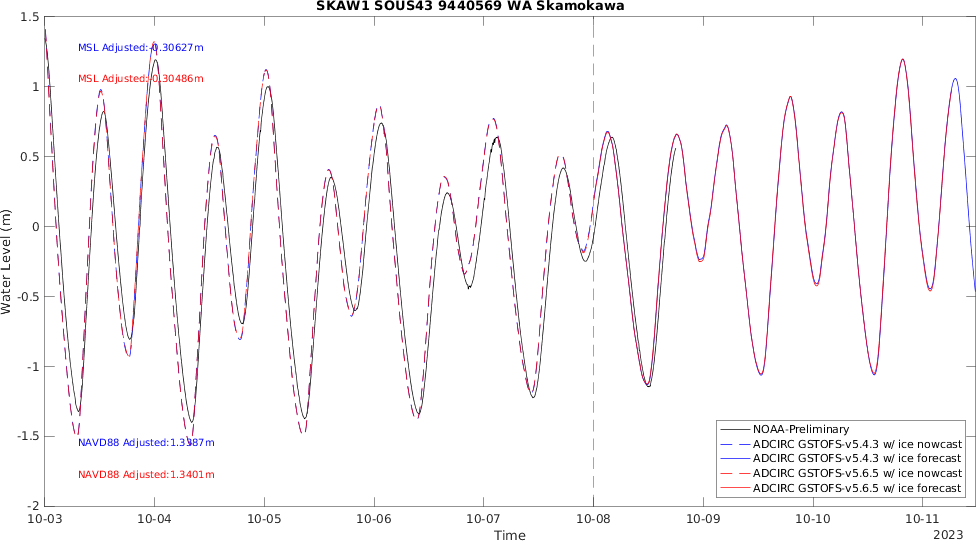 SKAW1 SOUS43 9440569 WA Skamokawa
MSL Adjusted:-0.30627m
MSL Adjusted:-0.30486m
NAVD88 Adjusted:1.3387m
NAVD88 Adjusted:1.3401m
Water Level (m)
1.5
1
0.5
0
-0.5
-1
-1.5
-2
10-03
10-04
10-05
10-06
10-07
10-08
10-09
10-10
10-11
Time
2023
NOAA-Preliminary
ADCIRC GSTOFS-v5.4.3 w/ ice nowcast
ADCIRC GSTOFS-v5.4.3 w/ ice forecast
ADCIRC GSTOFS-v5.6.5 w/ ice nowcast
ADCIRC GSTOFS-v5.6.5 w/ ice forecast